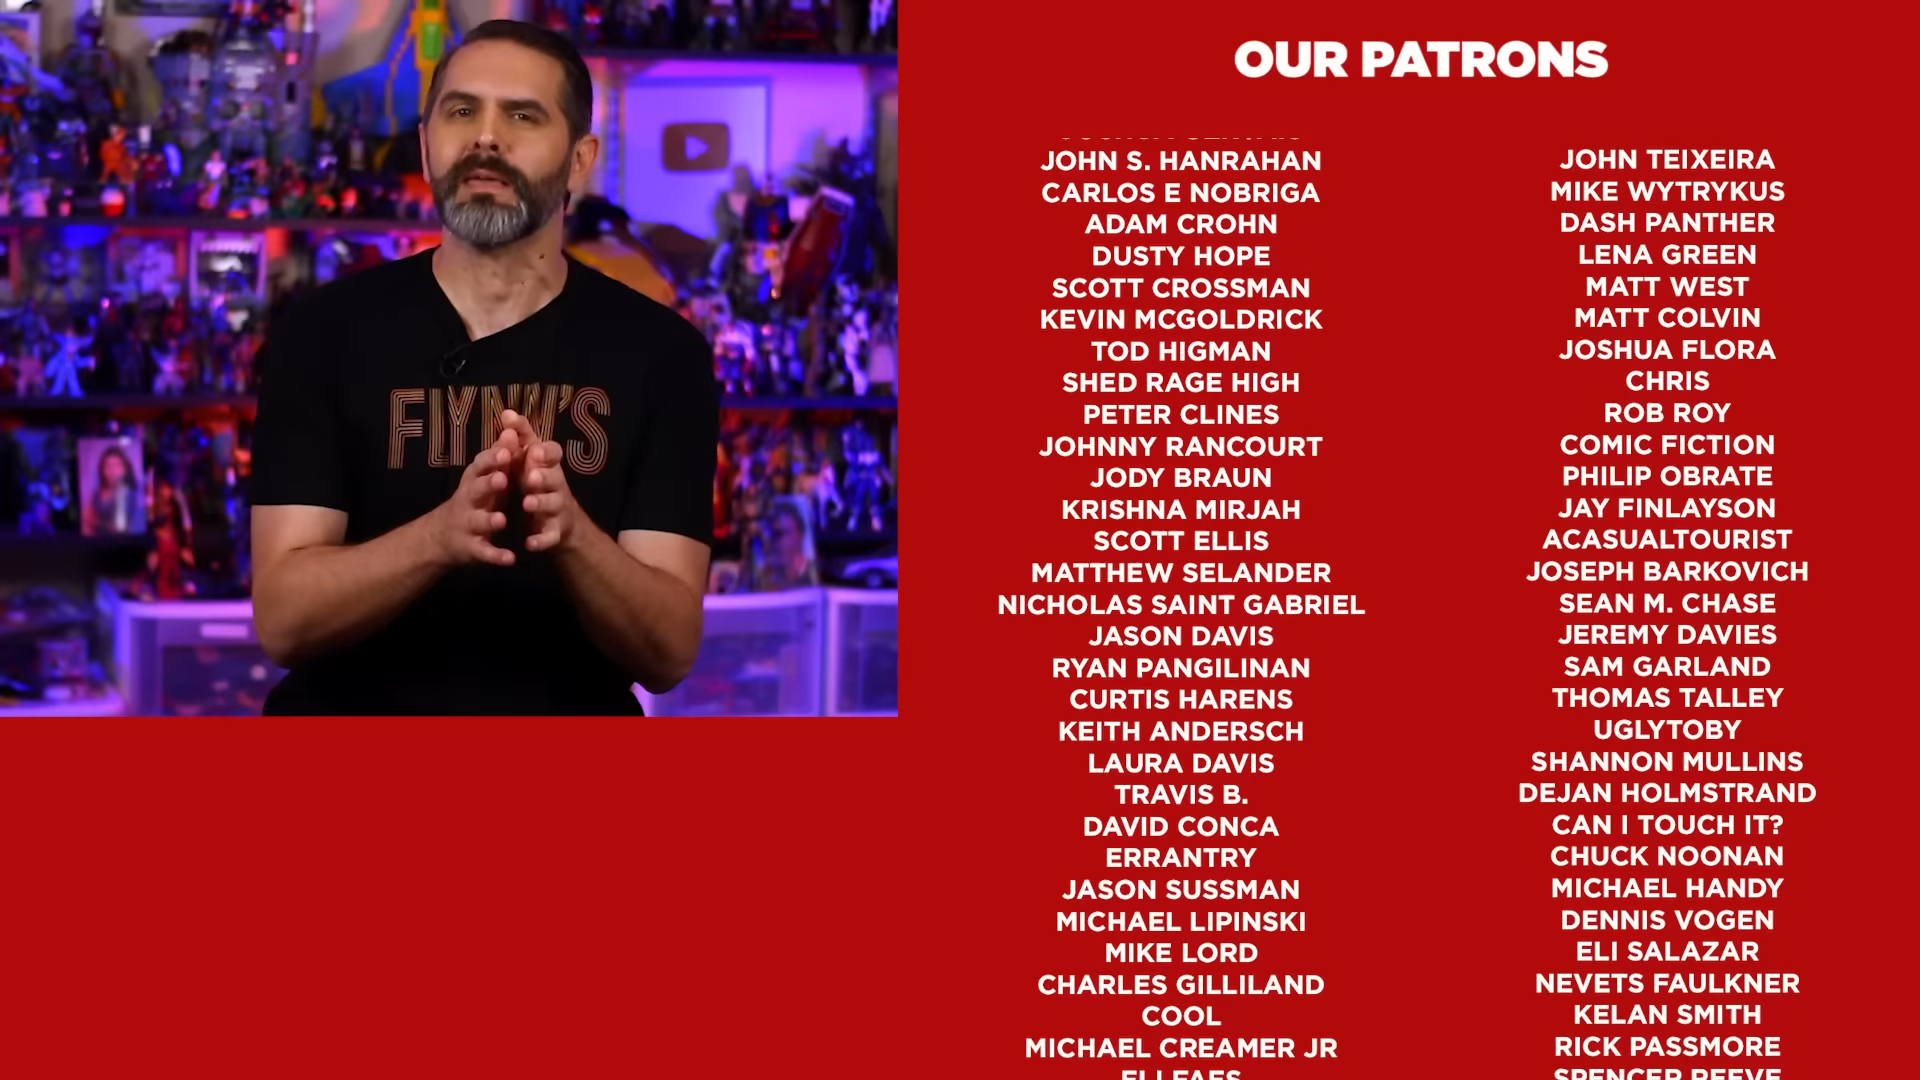 OUR PATRONS
JOHN S. HANRAHAN
CARLOS E NOBRIGA
ADAM CROHN
DUSTY HOPE
SCOTT CROSSMAN
KEVIN MCGOLDRICK
TOD HIGMAN
SHED RAGE HIGH
PETER CLINES
JOHNNY RANCOURT
JODY BRAUN
KRISHNA MIRJAH
SCOTT ELLIS
MATTHEW SELANDER
NICHOLAS SAINT GABRIEL
JASON DAVIS
RYAN PANGILINAN
CURTIS HARENS
KEITH ANDERSCH
LAURA DAVIS
TRAVIS B.
DAVID CONCA
ERRANTRY
JASON SUSSMAN
MICHAEL LIPINSKI
MIKE LORD
CHARLES GILLILAND
COOL
MICHAEL CREAMER JR
JOHN TEIXEIRA
MIKE WYTRYKUS
DASH PANTHER
LENA GREEN
MATT WEST
MATT COLVIN
JOSHUA FLORA
CHRIS
ROB ROY
COMIC FICTION
PHILIP OBRATE
JAY FINLAYSON
ACASUALTOURIST
JOSEPH BARKOVICH
SEAN M. CHASE
JEREMY DAVIES
SAM GARLAND
THOMAS TALLEY
UGLYTOBY
SHANNON MULLINS
DEJAN HOLMSTRAND
CAN I TOUCH IT?
CHUCK NOONAN
MICHAEL HANDY
DENNIS VOGEN
ELI SALAZAR
NEVETS FAULKNER
KELAN SMITH
RICK PASSMORE
SPENCER REEVE
FLYNN'S